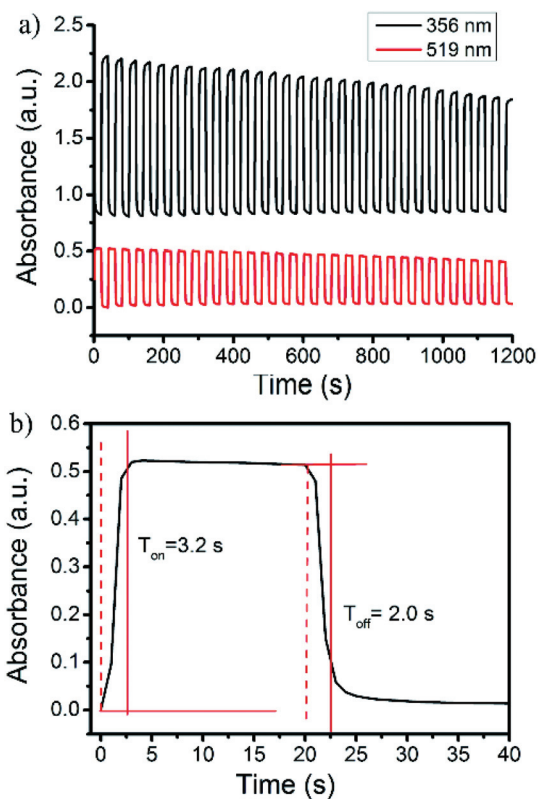 a)
356 nm
519 nm
Absorbance (a.u.)
2.5
2.0
1.5
1.0
0.5
0.0
0 200 400 600 800 1000 1200
Time (s)
b)
Absorbance (a.u.)
0.6
0.5
0.4
0.3
0.2
0.1
0.0
Ton=3.2 s
Toff= 2.0 s
0 5 10 15 20 25 30 35 40
Time (s)